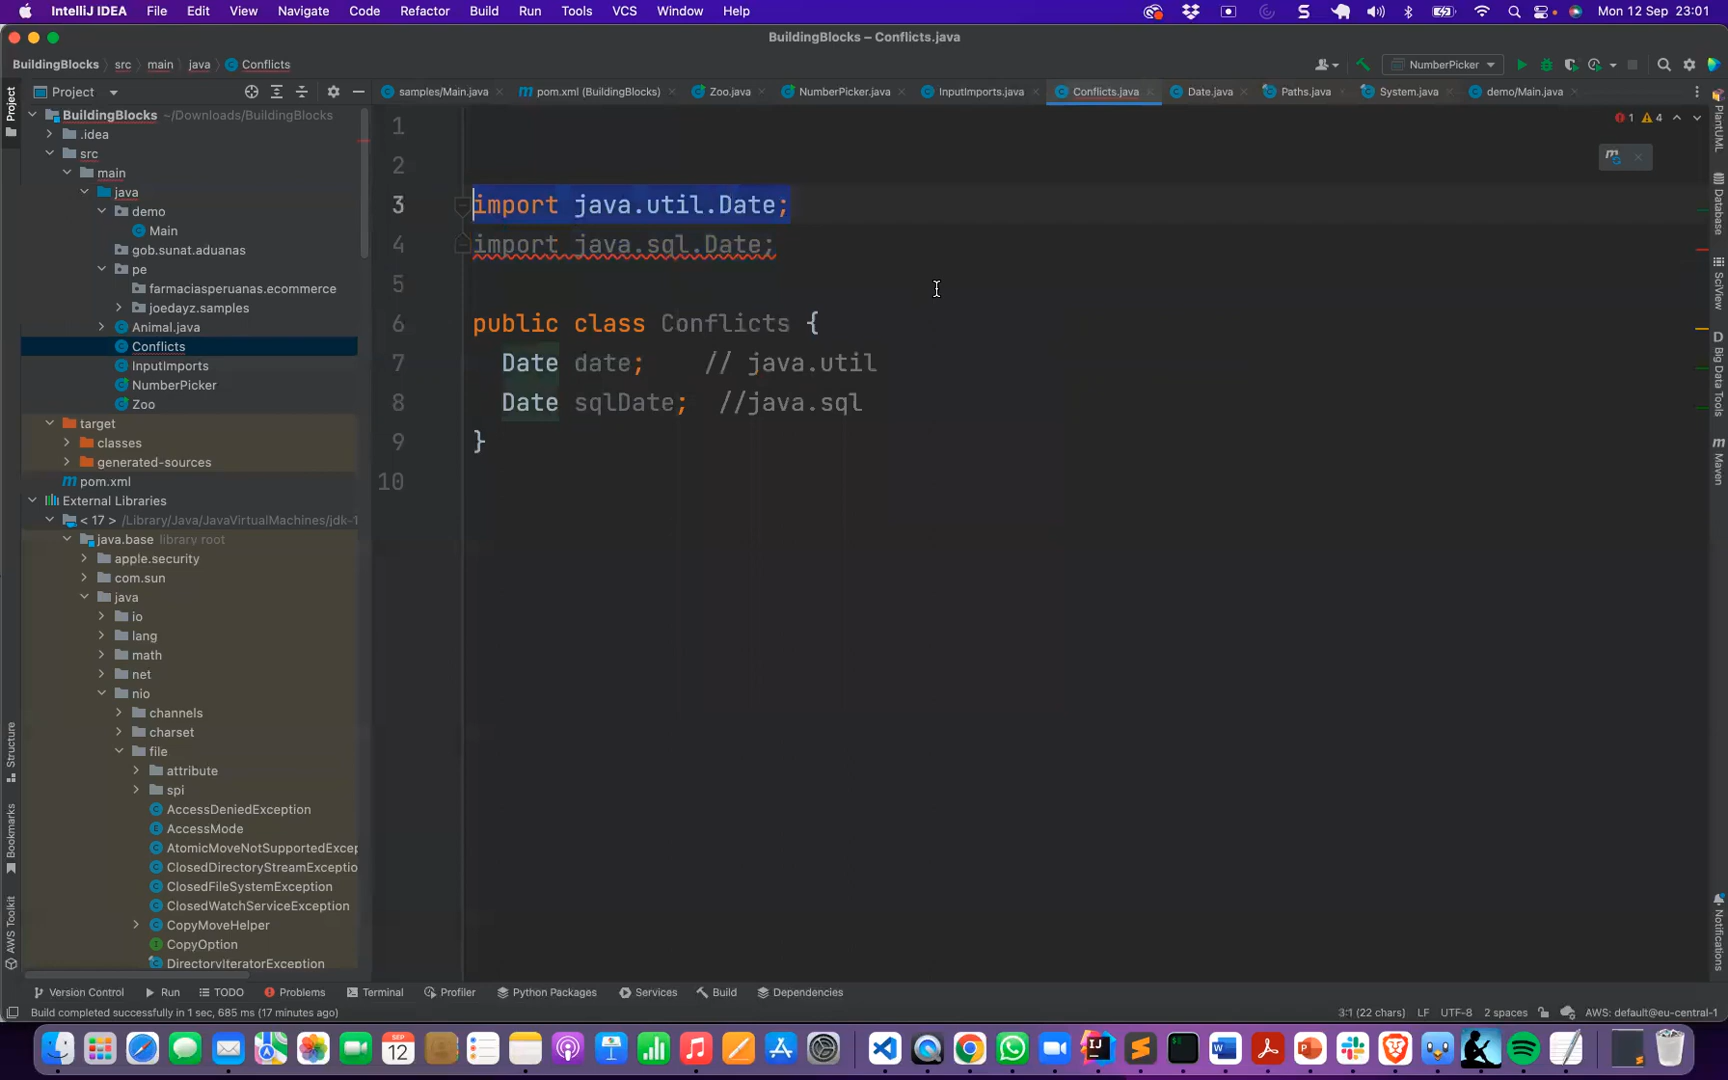 IntelliJ IDEA File Edit View Navigate Code Refactor Build Run Tools VCS Window Help Mon 12 Sep 23:01
BuildingBlocks – Conflicts.java
BuildingBlocks src main java Conflicts NumberPicker
Project samples/Main.java pom.xml (BuildingBlocks) Zoo.java NumberPicker.java InputImports.java Conflicts.java Date.java Paths.java System.java demo/Main.java
BuildingBlocks ~/Downloads/BuildingBlocks
.idea
src
main
java
demo
Main
gob.sunat.aduanas
pe
farmaciasperuanas.ecommerce
joedayz.samples
Animal.java
Conflicts
InputImports
NumberPicker
Zoo
target
classes
generated-sources
pom.xml
External Libraries
< 17 > /Library/Java/JavaVirtualMachines/jdk-1
java.base library root
apple.security
com.sun
java
io
lang
math
net
nio
channels
charset
file
attribute
spi
AccessDeniedException
AccessMode
AtomicMoveNotSupportedExcep
ClosedDirectoryStreamExceptio
ClosedFileSystemException
ClosedWatchServiceException
CopyMoveHelper
CopyOption
DirectoryIteratorException
1
2
3 import java.util.Date;
4 import java.sql.Date;
5
6 public class Conflicts {
7 Date date; // java.util
8 Date sqlDate; //java.sql
9 }
10
1 4
Project
Structure
Bookmarks
AWS Toolkit
PlantUML
Database
SciView
Big Data Tools
Maven
Notifications
Version Control Run TODO Problems Terminal Profiler Python Packages Services Build Dependencies
Build completed successfully in 1 sec, 685 ms (17 minutes ago) 3:1 (22 chars) LF UTF-8 2 spaces AWS: default@eu-central-1
SEP
12